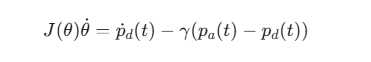 J(θ)θ̇ = ṗ_d(t) − γ(p_a(t) − p_d(t))